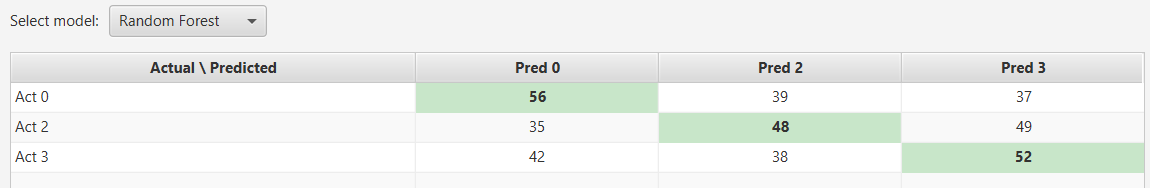 Select model: Random Forest
Actual \ Predicted Pred 0 Pred 2 Pred 3
Act 0 56 39 37
Act 2 35 48 49
Act 3 42 38 52